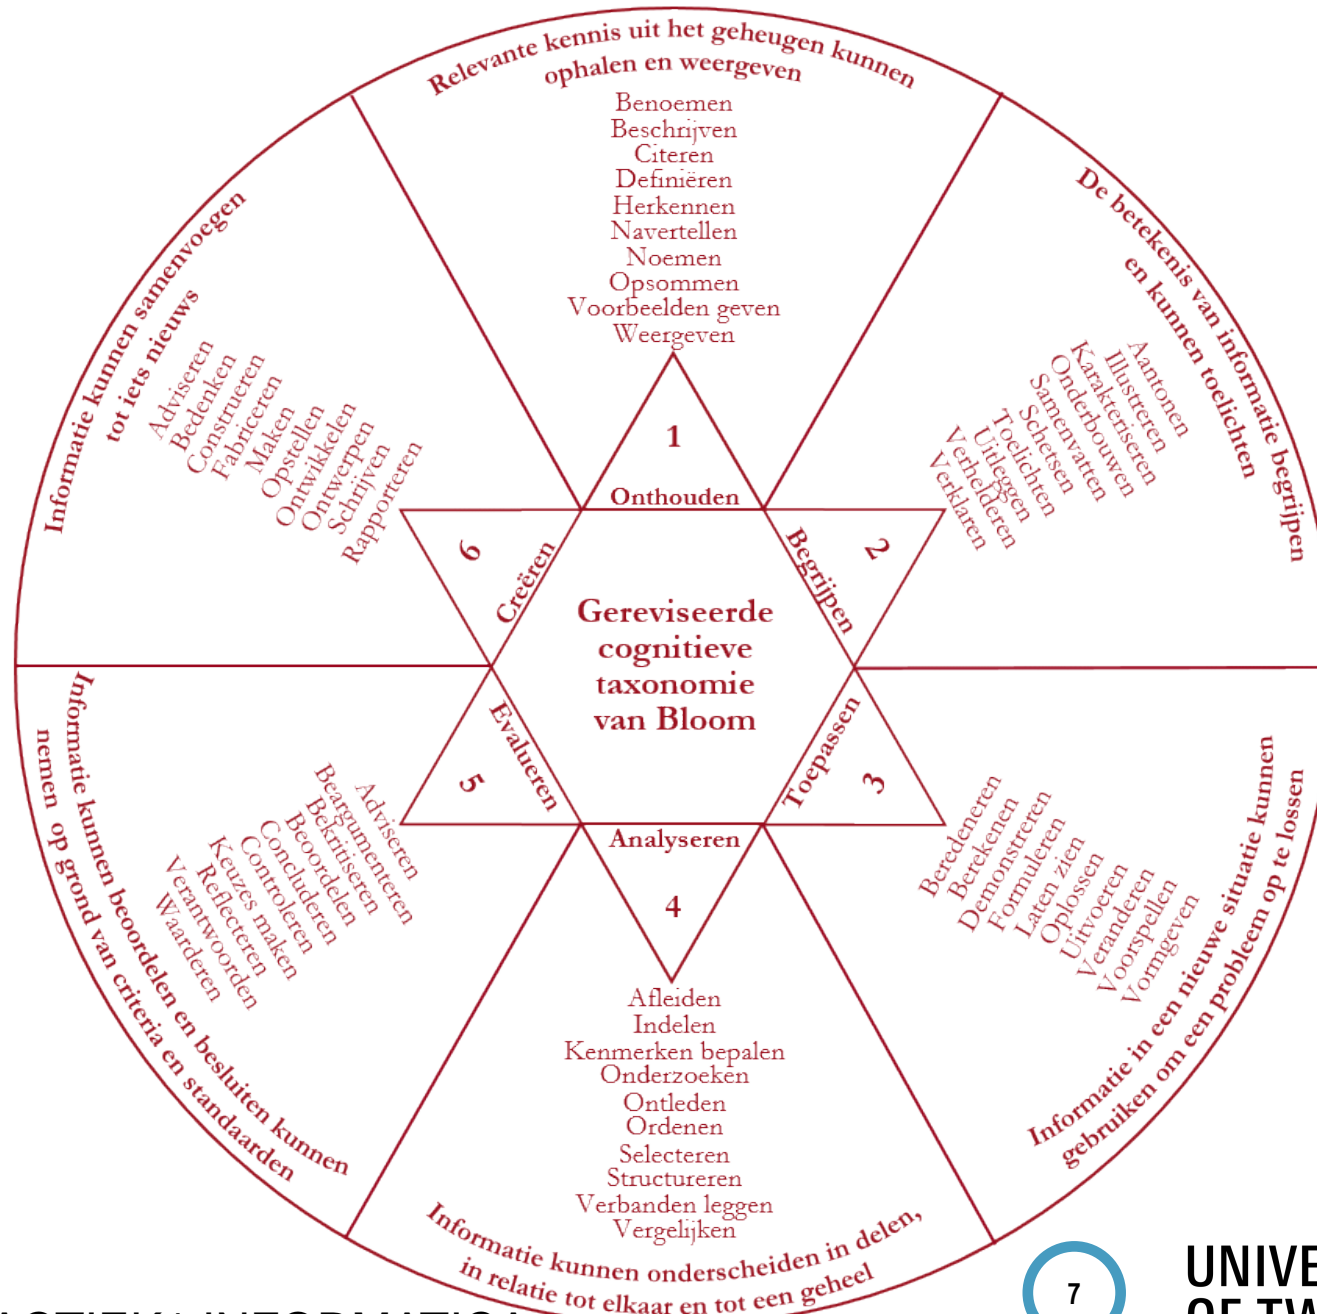 Relevante kennis uit het geheugen kunnen
ophalen en weergeven
Benoemen
Beschrijven
Citeren
Definiëren
Herkennen
Navertellen
Noemen
Opsommen
Voorbeelden geven
Weergeven
1
Onthouden
De betekenis van informatie begrijpen
en kunnen toelichten
Aantonen
Illustreren
Karakteriseren
Onderbouwen
Samenvatten
Schetsen
Toelichten
Uitleggen
Verhelderen
Verklaren
2
Begrijpen
Gereviseerde
cognitieve
taxonomie
van Bloom
Toepassen
3
Beredeneren
Berekenen
Demonstreren
Formuleren
Laten zien
Oplossen
Uitvoeren
Veranderen
Voorspellen
Vormgeven
Informatie in een nieuwe situatie kunnen
gebruiken om een probleem op te lossen
Analyseren
4
Afleiden
Indelen
Kenmerken bepalen
Onderzoeken
Ontleden
Ordenen
Selecteren
Structureren
Verbanden leggen
Vergelijken
Informatie kunnen onderscheiden in delen,
in relatie tot elkaar en tot een geheel
Evalueren
5
Adviseren
Beargumenteren
Bekritiseren
Beoordelen
Concluderen
Controleren
Keuzes maken
Reflecteren
Verantwoorden
Waarderen
Informatie kunnen beoordelen en besluiten kunnen
nemen op grond van criteria en standaarden
Creëren
6
Informatie kunnen samenvoegen
tot iets nieuws
Adviseren
Bedenken
Construeren
Fabriceren
Maken
Opstellen
Ontwikkelen
Ontwerpen
Schrijven
Rapporteren
7